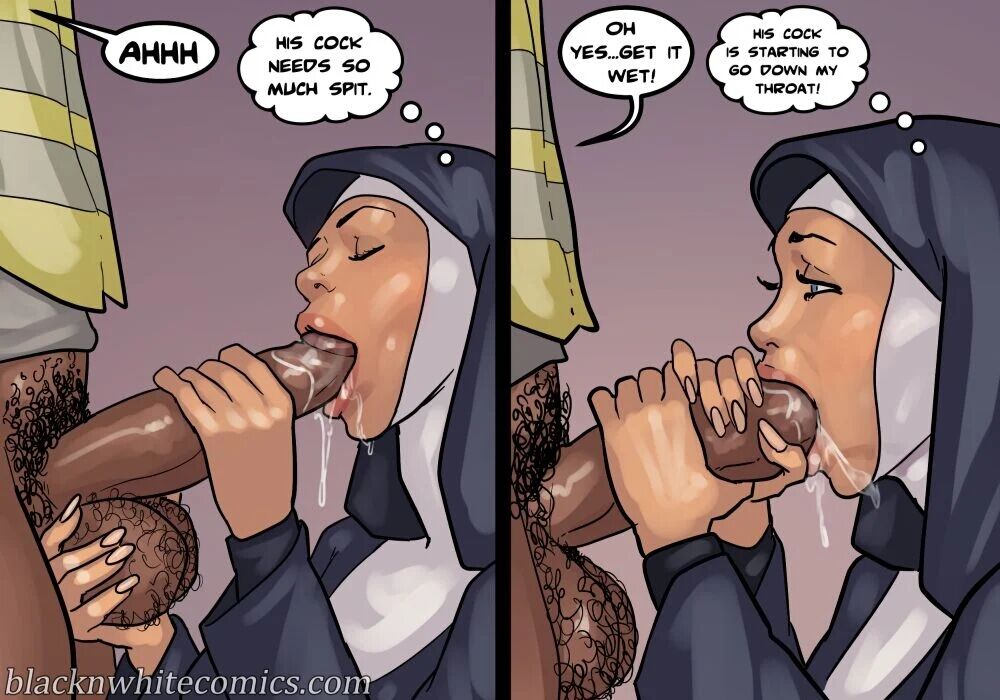 AHHH
HIS COCK
NEEDS SO
MUCH SPIT.
OH
YES...GET IT
WET!
HIS COCK
IS STARTING TO
GO DOWN MY
THROAT!
blacknwhitecomics.com